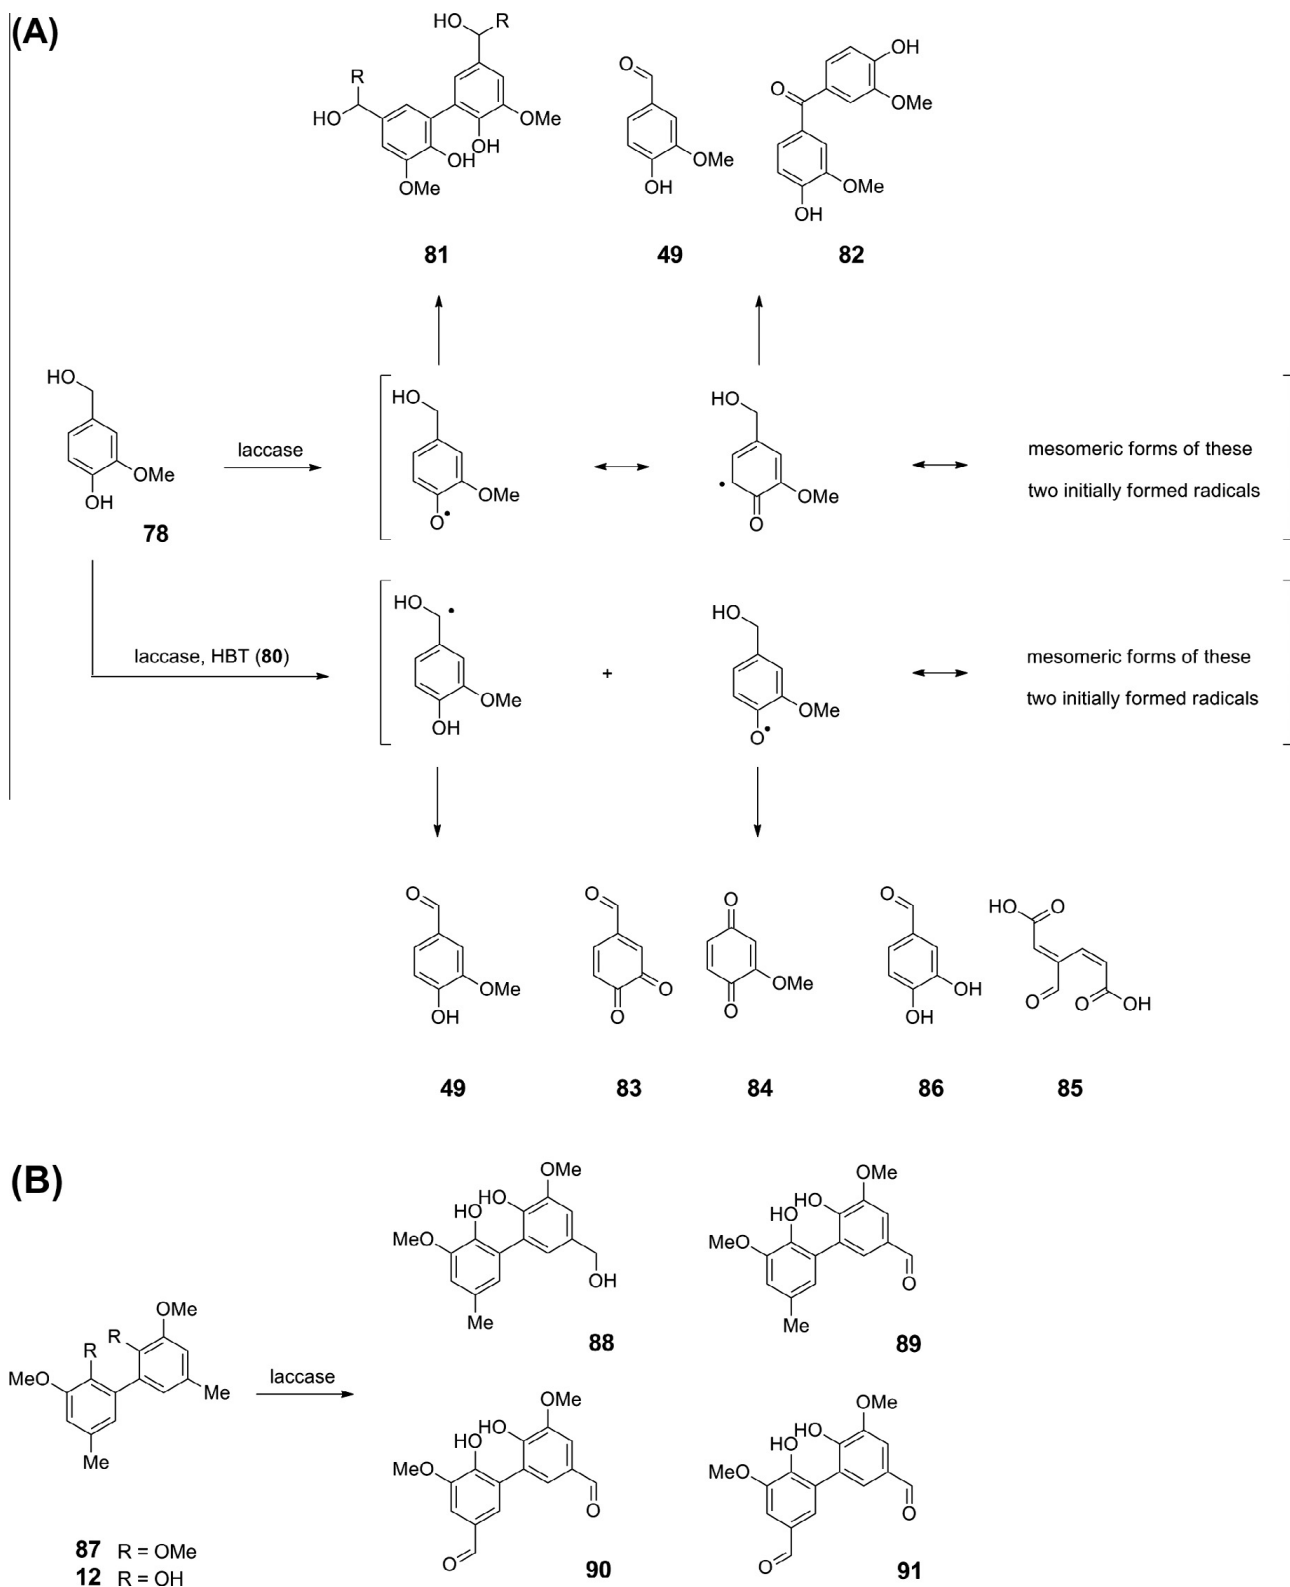 (A)
HO R
R
HO
OMe
OH
OH
OMe
O
OMe
OH
OH
OMe
O
OMe
OH
81 49 82
HO
OMe
OH
78
laccase
HO
OMe
O•
HO
•
OMe
O
mesomeric forms of these
two initially formed radicals
laccase, HBT (80)
HO
•
OMe
OH
+
HO
OMe
O•
mesomeric forms of these
two initially formed radicals
O
OMe
OH
O
O
O
O
OMe
O
O
OH
OH
HO O
O O OH
49 83 84 86 85
(B)
OMe
HO
HO
MeO
OH
Me
88
OMe
HO
HO
MeO
O
Me
89
OMe
R
R
MeO
Me
Me
laccase
OMe
HO
HO
MeO
O
O
90
OMe
HO
HO
MeO
O
O
91
87 R = OMe
12 R = OH